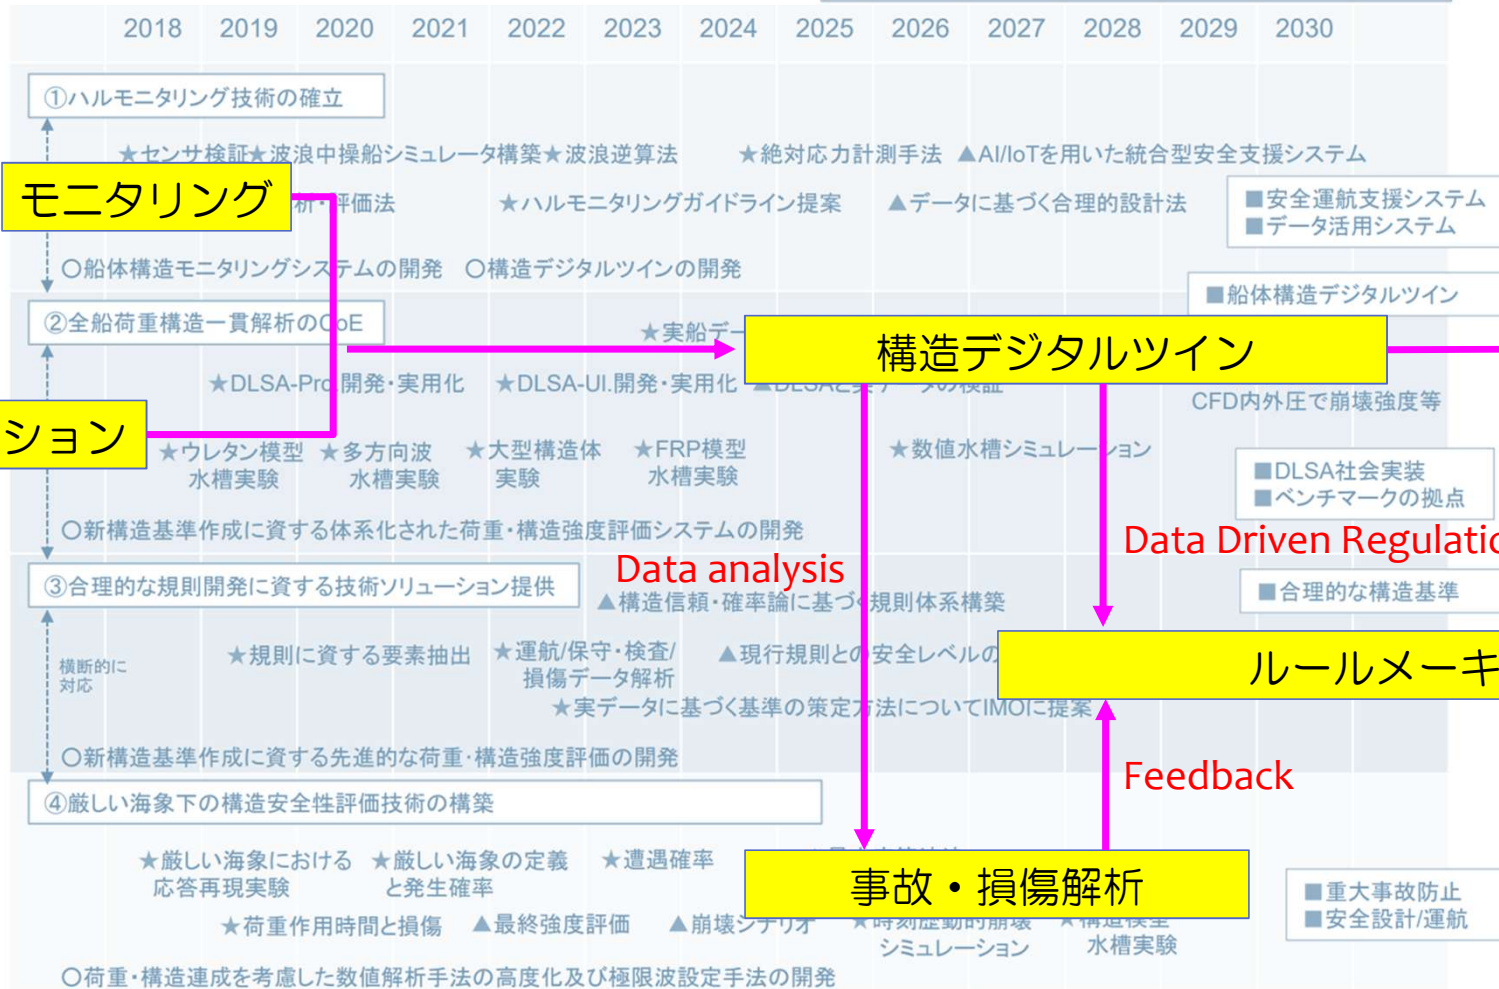 2018 2019 2020 2021 2022 2023 2024 2025 2026 2027 2028 2029 2030
①ハルモニタリング技術の確立
★センサ検証★波浪中操船シミュレータ構築★波浪逆算法 ★絶対応力計測手法 ▲AI/IoTを用いた統合型安全支援システム
モニタリング
析・評価法 ★ハルモニタリングガイドライン提案 ▲データに基づく合理的設計法
■安全運航支援システム
■データ活用システム
○船体構造モニタリングシステムの開発 ○構造デジタルツインの開発
■船体構造デジタルツイン
②全船荷重構造一貫解析のCoE
★実船デー
構造デジタルツイン
★DLSA-Pro.開発・実用化 ★DLSA-UI.開発・実用化 ▲DLSAと実データの検証
CFD内外圧で崩壊強度等
ション
★ウレタン模型 ★多方向波 ★大型構造体 ★FRP模型 ★数値水槽シミュレーション
水槽実験 水槽実験 実験 水槽実験
■DLSA社会実装
■ベンチマークの拠点
○新構造基準作成に資する体系化された荷重・構造強度評価システムの開発
Data Driven Regulatio
Data analysis
③合理的な規則開発に資する技術ソリューション提供
■合理的な構造基準
▲構造信頼・確率論に基づく規則体系構築
横断的に
対応
★規則に資する要素抽出 ★運航/保守・検査/ ▲現行規則との安全レベルの
損傷データ解析
ルールメーキ
★実データに基づく基準の策定方法についてIMOに提案
○新構造基準作成に資する先進的な荷重・構造強度評価の開発
Feedback
④厳しい海象下の構造安全性評価技術の構築
★厳しい海象における ★厳しい海象の定義 ★遭遇確率
応答再現実験 と発生確率
事故・損傷解析
■重大事故防止
■安全設計/運航
★荷重作用時間と損傷 ▲最終強度評価 ▲崩壊シナリオ ★時刻歴動的崩壊 ★構造模型
シミュレーション 水槽実験
○荷重・構造連成を考慮した数値解析手法の高度化及び極限波設定手法の開発